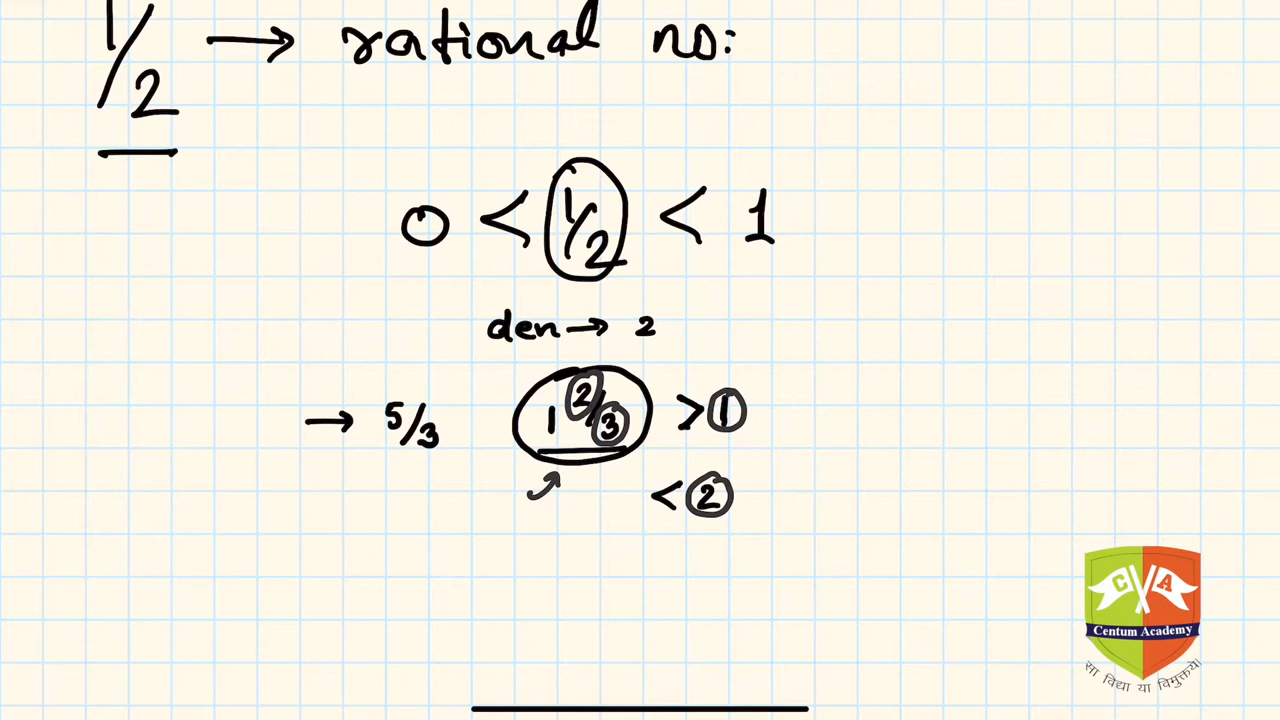 1/2 → rational no:
0 < 1/2 < 1
den → 2
→ 5/3 1 2/3 > 1
< 2
C A
Centum Academy
सा विद्या या विमुक्तये।